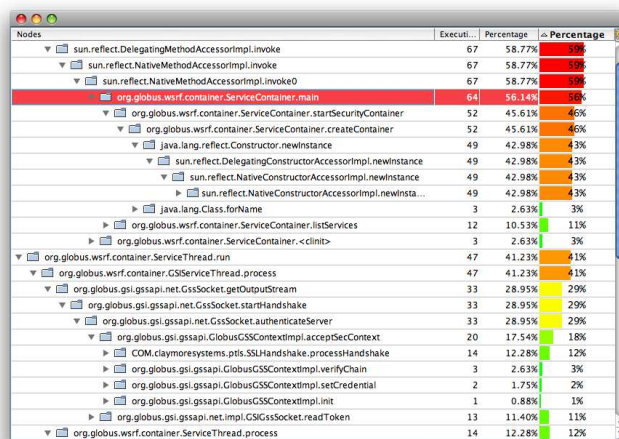 Nodes Executi... Percentage Percentage
sun.reflect.DelegatingMethodAccessorImpl.invoke 67 58.77% 59%
sun.reflect.NativeMethodAccessorImpl.invoke 67 58.77% 59%
sun.reflect.NativeMethodAccessorImpl.invoke0 67 58.77% 59%
org.globus.wsrf.container.ServiceContainer.main 64 56.14% 56%
org.globus.wsrf.container.ServiceContainer.startSecurityContainer 52 45.61% 46%
org.globus.wsrf.container.ServiceContainer.createContainer 52 45.61% 46%
java.lang.reflect.Constructor.newInstance 49 42.98% 43%
sun.reflect.DelegatingConstructorAccessorImpl.newInstance 49 42.98% 43%
sun.reflect.NativeConstructorAccessorImpl.newInstance 49 42.98% 43%
sun.reflect.NativeConstructorAccessorImpl.newInsta... 49 42.98% 43%
java.lang.Class.forName 3 2.63% 3%
org.globus.wsrf.container.ServiceContainer.listServices 12 10.53% 11%
org.globus.wsrf.container.ServiceContainer.<clinit> 3 2.63% 3%
org.globus.wsrf.container.ServiceThread.run 47 41.23% 41%
org.globus.wsrf.container.GSIServiceThread.process 47 41.23% 41%
org.globus.gsi.gssapi.net.GssSocket.getOutputStream 33 28.95% 29%
org.globus.gsi.gssapi.net.GssSocket.startHandshake 33 28.95% 29%
org.globus.gsi.gssapi.net.GssSocket.authenticateServer 33 28.95% 29%
org.globus.gsi.gssapi.GlobusGSSContextImpl.acceptSecContext 20 17.54% 18%
COM.claymoresystems.ptls.SSLHandshake.processHandshake 14 12.28% 12%
org.globus.gsi.gssapi.GlobusGSSContextImpl.verifyChain 3 2.63% 3%
org.globus.gsi.gssapi.GlobusGSSContextImpl.setCredential 2 1.75% 2%
org.globus.gsi.gssapi.GlobusGSSContextImpl.init 1 0.88% 1%
org.globus.gsi.gssapi.net.impl.GSIGssSocket.readToken 13 11.40% 11%
org.globus.wsrf.container.ServiceThread.process 14 12.28% 12%